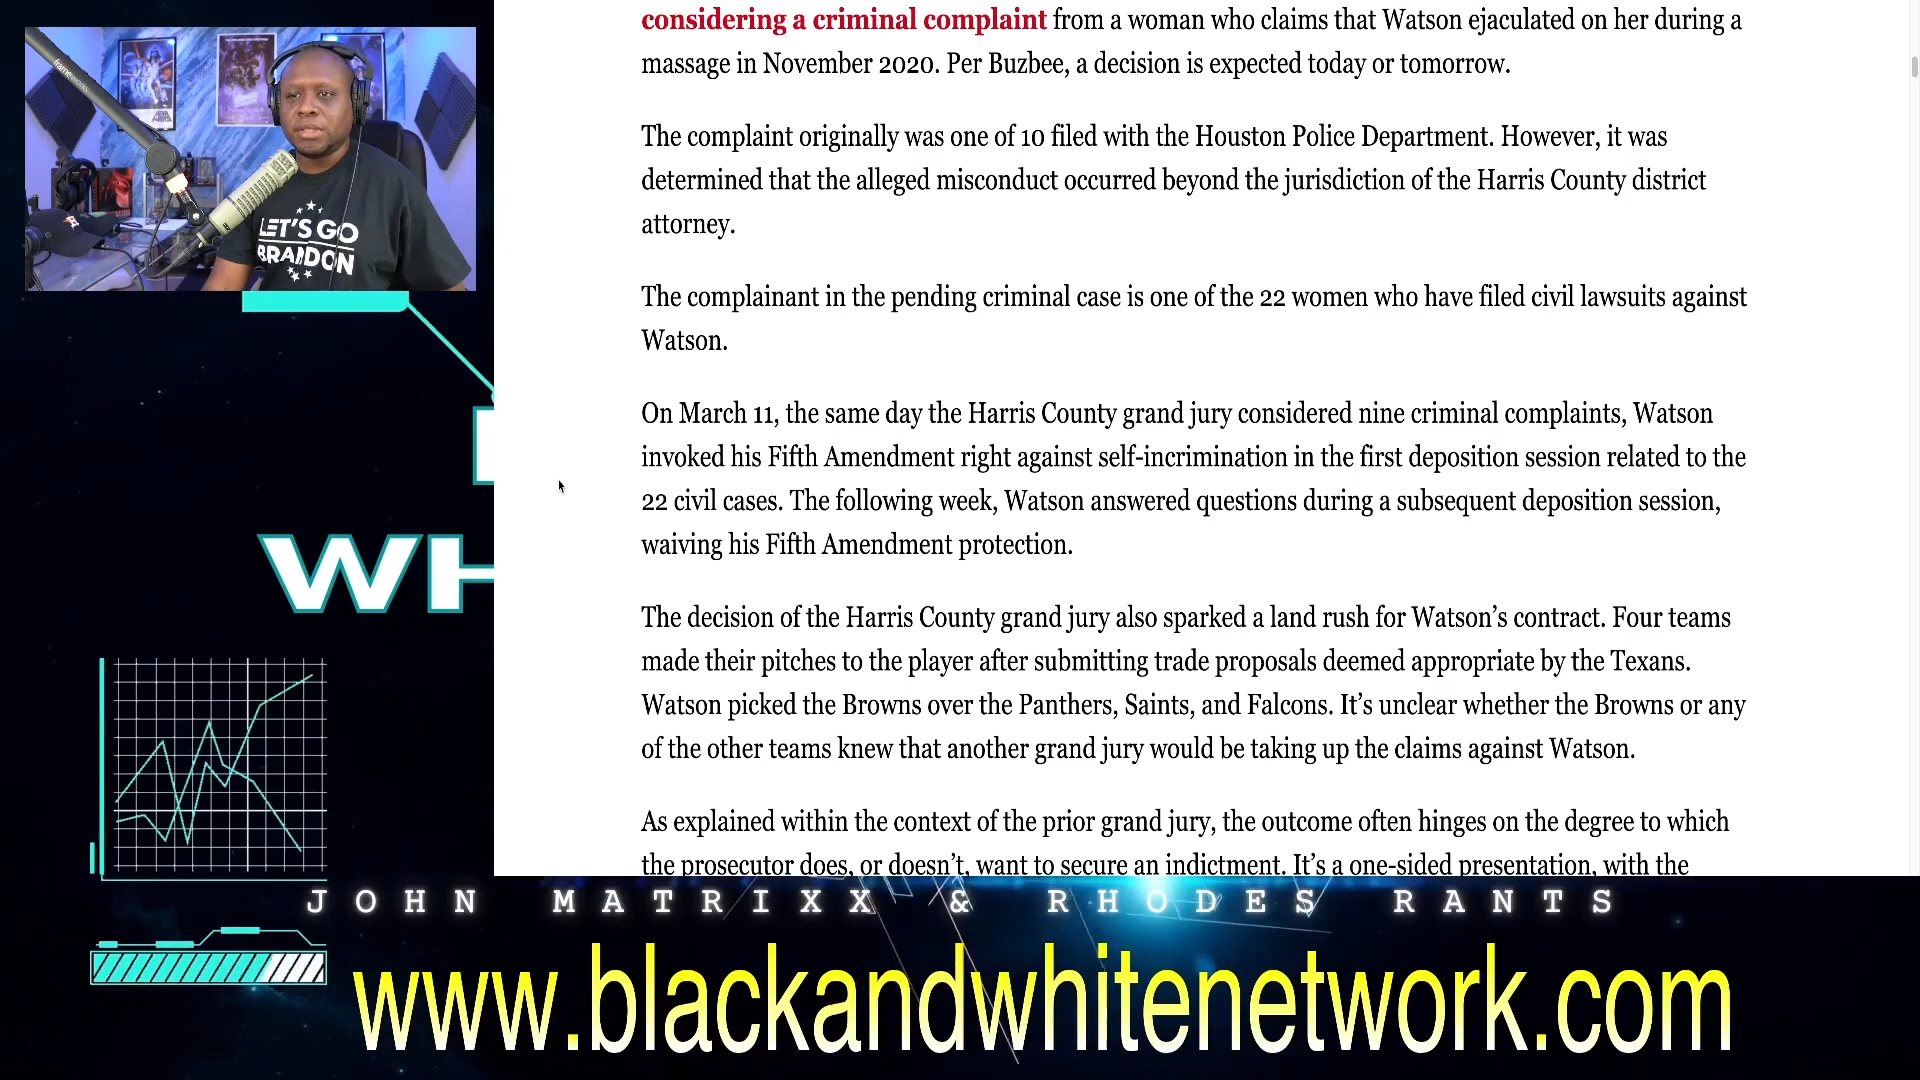 considering a criminal complaint from a woman who claims that Watson ejaculated on her during a
massage in November 2020. Per Buzbee, a decision is expected today or tomorrow.
The complaint originally was one of 10 filed with the Houston Police Department. However, it was
determined that the alleged misconduct occurred beyond the jurisdiction of the Harris County district
attorney.
The complainant in the pending criminal case is one of the 22 women who have filed civil lawsuits against
Watson.
On March 11, the same day the Harris County grand jury considered nine criminal complaints, Watson
invoked his Fifth Amendment right against self-incrimination in the first deposition session related to the
22 civil cases. The following week, Watson answered questions during a subsequent deposition session,
waiving his Fifth Amendment protection.
The decision of the Harris County grand jury also sparked a land rush for Watson’s contract. Four teams
made their pitches to the player after submitting trade proposals deemed appropriate by the Texans.
Watson picked the Browns over the Panthers, Saints, and Falcons. It’s unclear whether the Browns or any
of the other teams knew that another grand jury would be taking up the claims against Watson.
As explained within the context of the prior grand jury, the outcome often hinges on the degree to which
the prosecutor does, or doesn’t, want to secure an indictment. It’s a one-sided presentation, with the
LET'S GO
BRANDON
WH
JOHN MATRIXX & RHODES RANTS
www.blackandwhitenetwork.com